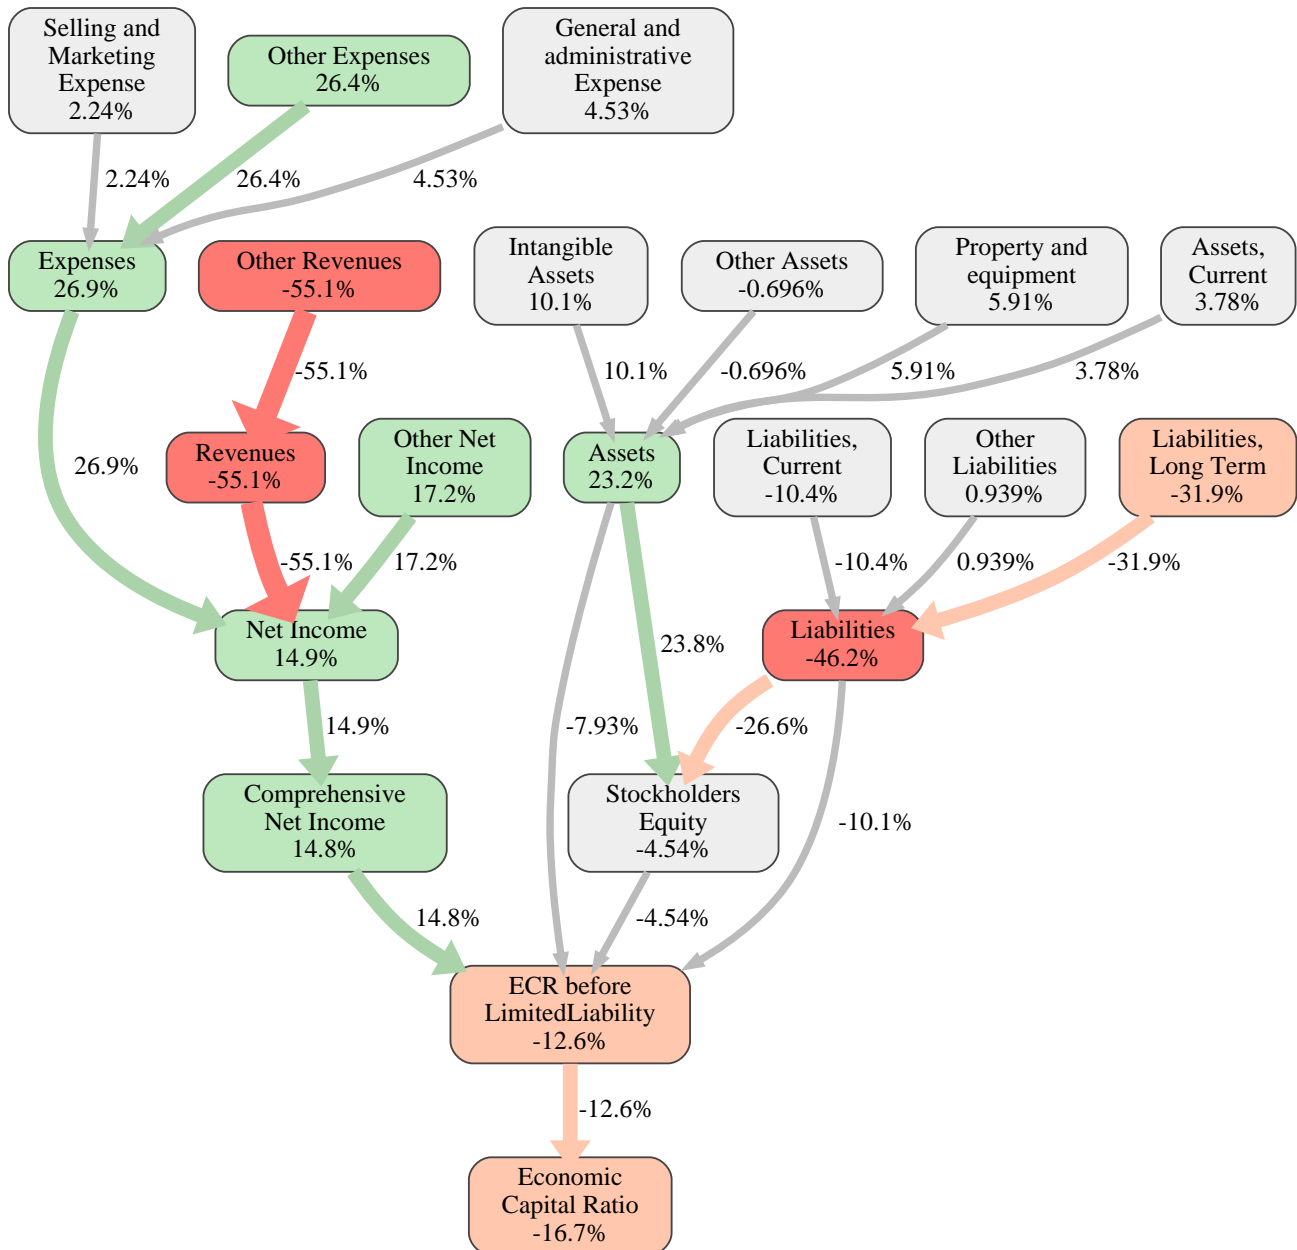 Selling and
Marketing
Expense
2.24%
Other Expenses
26.4%
General and
administrative
Expense
4.53%
2.24%
26.4%
4.53%
Expenses
26.9%
Other Revenues
-55.1%
Intangible
Assets
10.1%
Other Assets
-0.696%
Property and
equipment
5.91%
Assets,
Current
3.78%
-55.1%
10.1%
-0.696%
5.91%
3.78%
26.9%
Revenues
-55.1%
Other Net
Income
17.2%
Assets
23.2%
Liabilities,
Current
-10.4%
Other
Liabilities
0.939%
Liabilities,
Long Term
-31.9%
-55.1%
17.2%
-10.4%
0.939%
-31.9%
Net Income
14.9%
23.8%
Liabilities
-46.2%
14.9%
-7.93%
-26.6%
Comprehensive
Net Income
14.8%
Stockholders
Equity
-4.54%
-10.1%
14.8%
-4.54%
ECR before
LimitedLiability
-12.6%
-12.6%
Economic
Capital Ratio
-16.7%